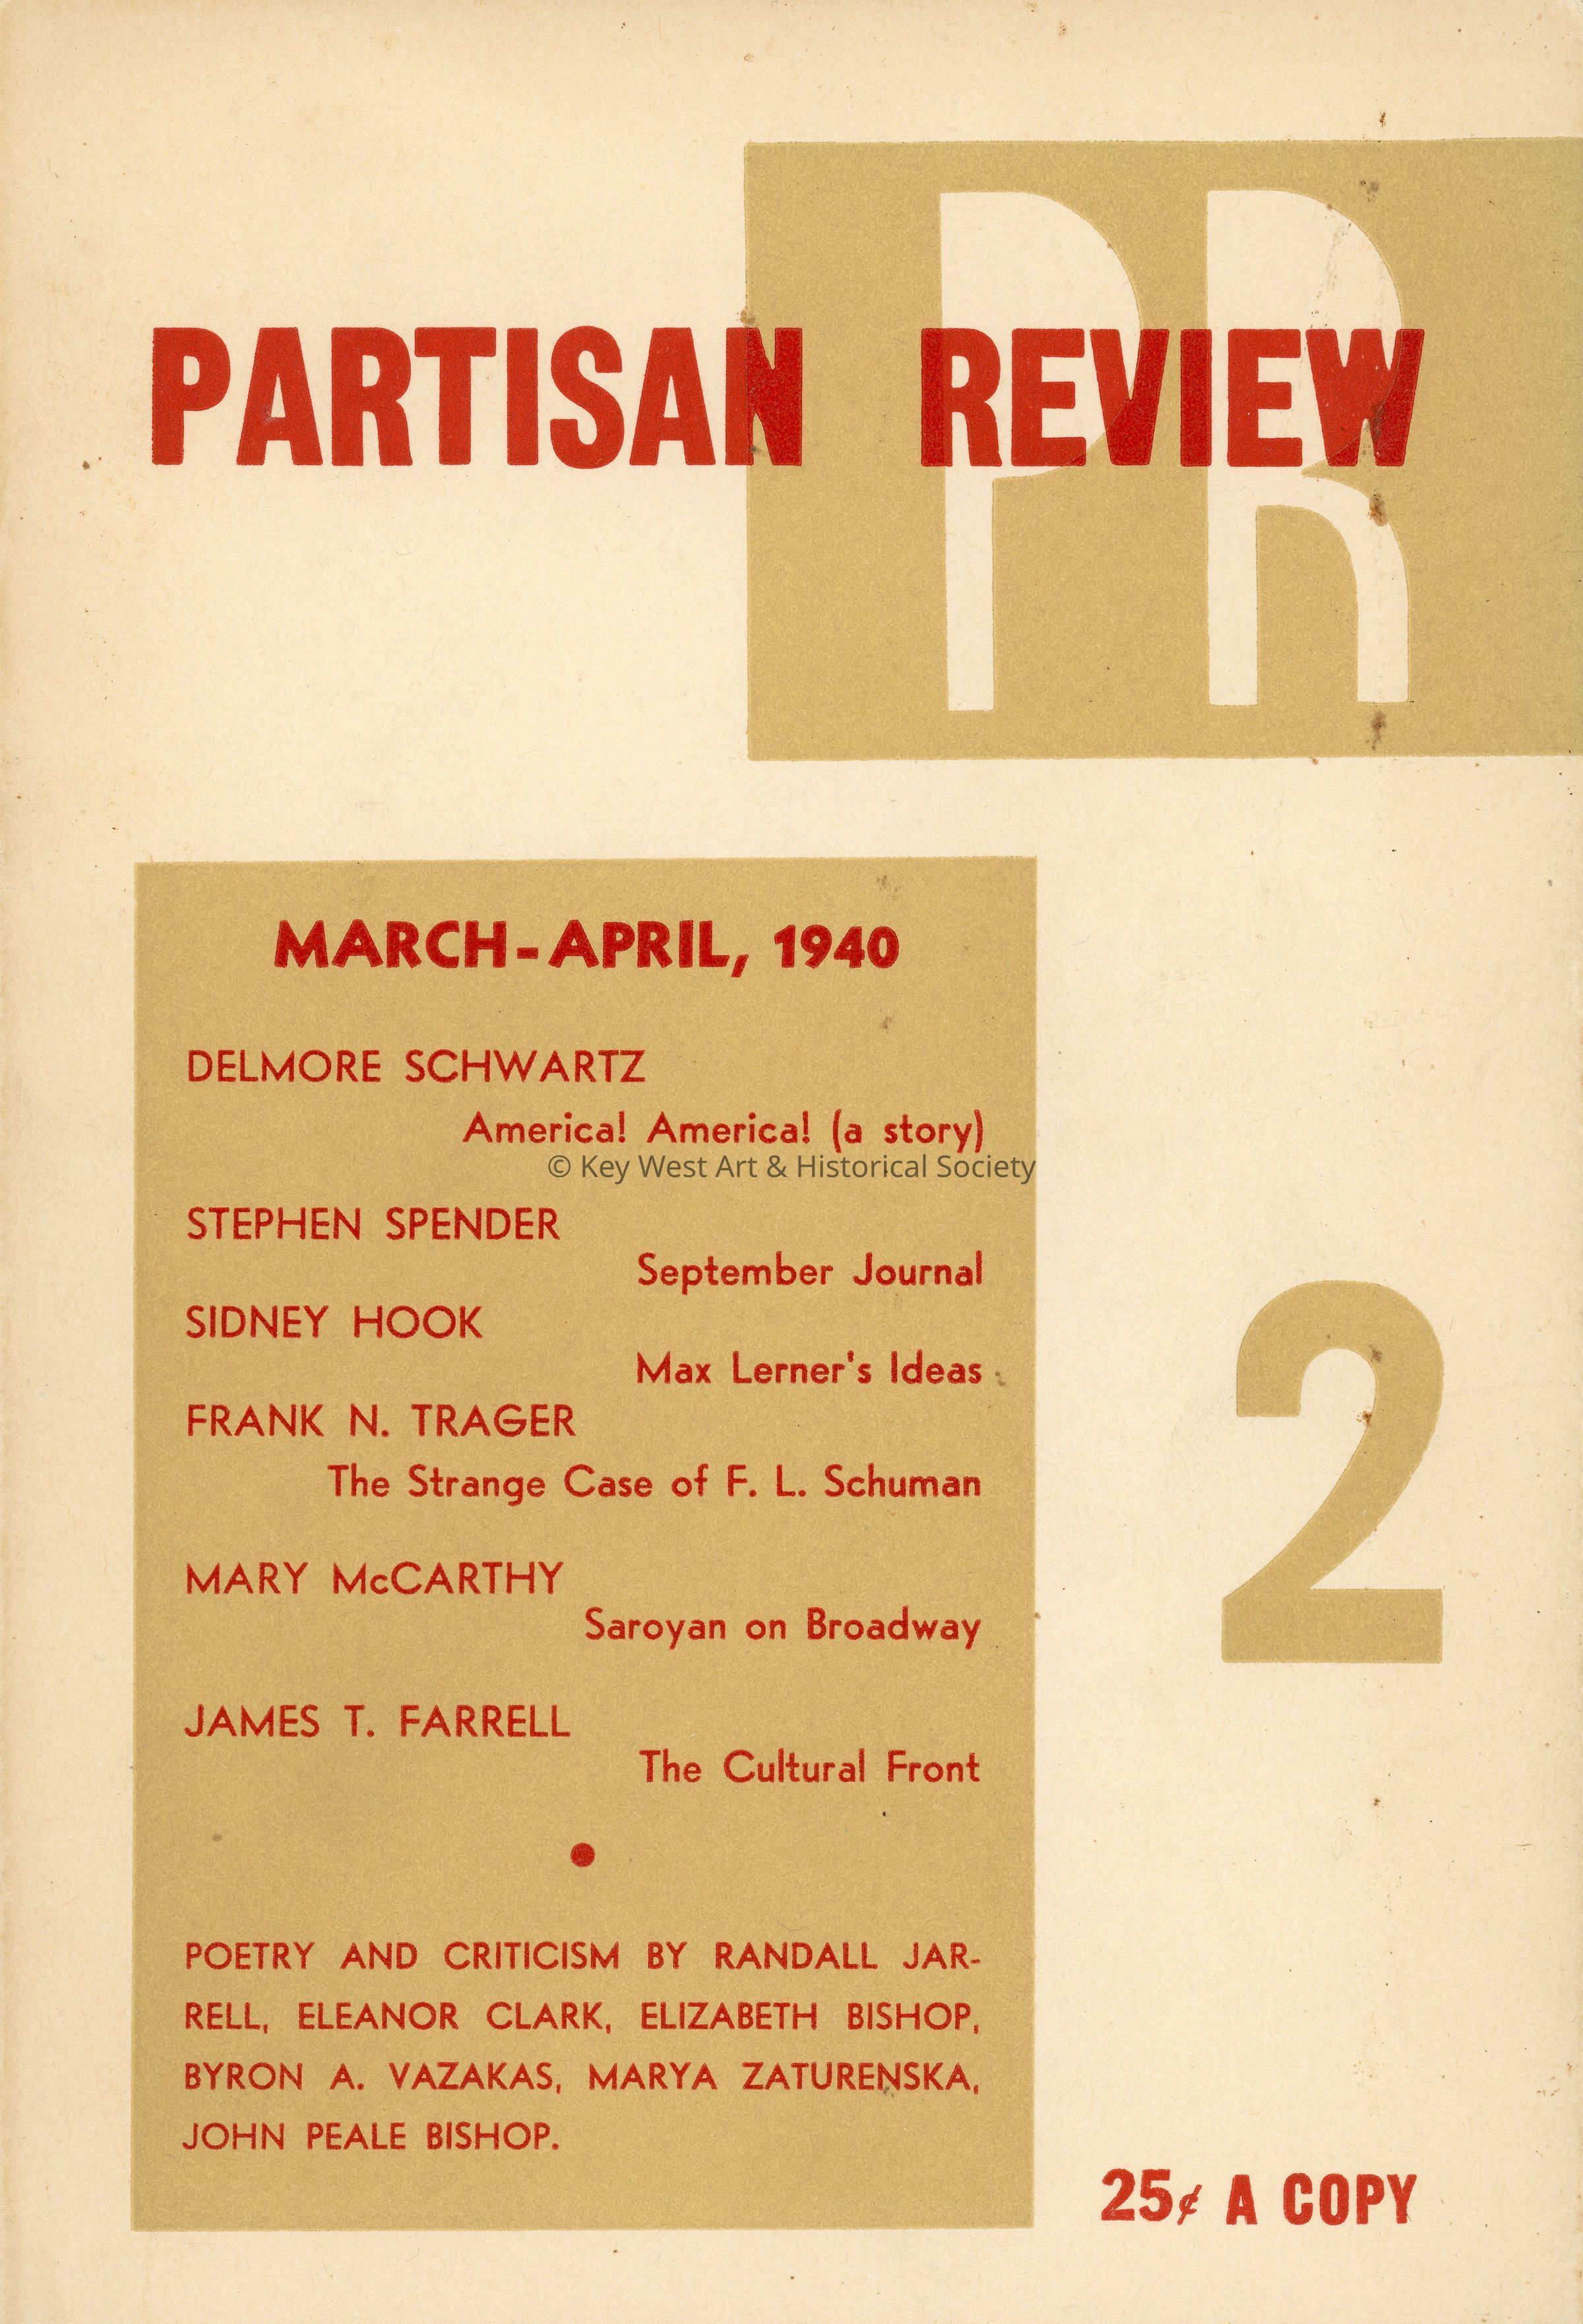 PR
PARTISAN REVIEW
MARCH-APRIL, 1940
DELMORE SCHWARTZ
America! America! (a story)
© Key West Art & Historical Society
STEPHEN SPENDER
September Journal
SIDNEY HOOK
Max Lerner's Ideas
FRANK N. TRAGER
The Strange Case of F. L. Schuman
MARY McCARTHY
Saroyan on Broadway
JAMES T. FARRELL
The Cultural Front
POETRY AND CRITICISM BY RANDALL JAR-
RELL, ELEANOR CLARK, ELIZABETH BISHOP,
BYRON A. VAZAKAS, MARYA ZATURENSKA,
JOHN PEALE BISHOP.
2
25¢ A COPY